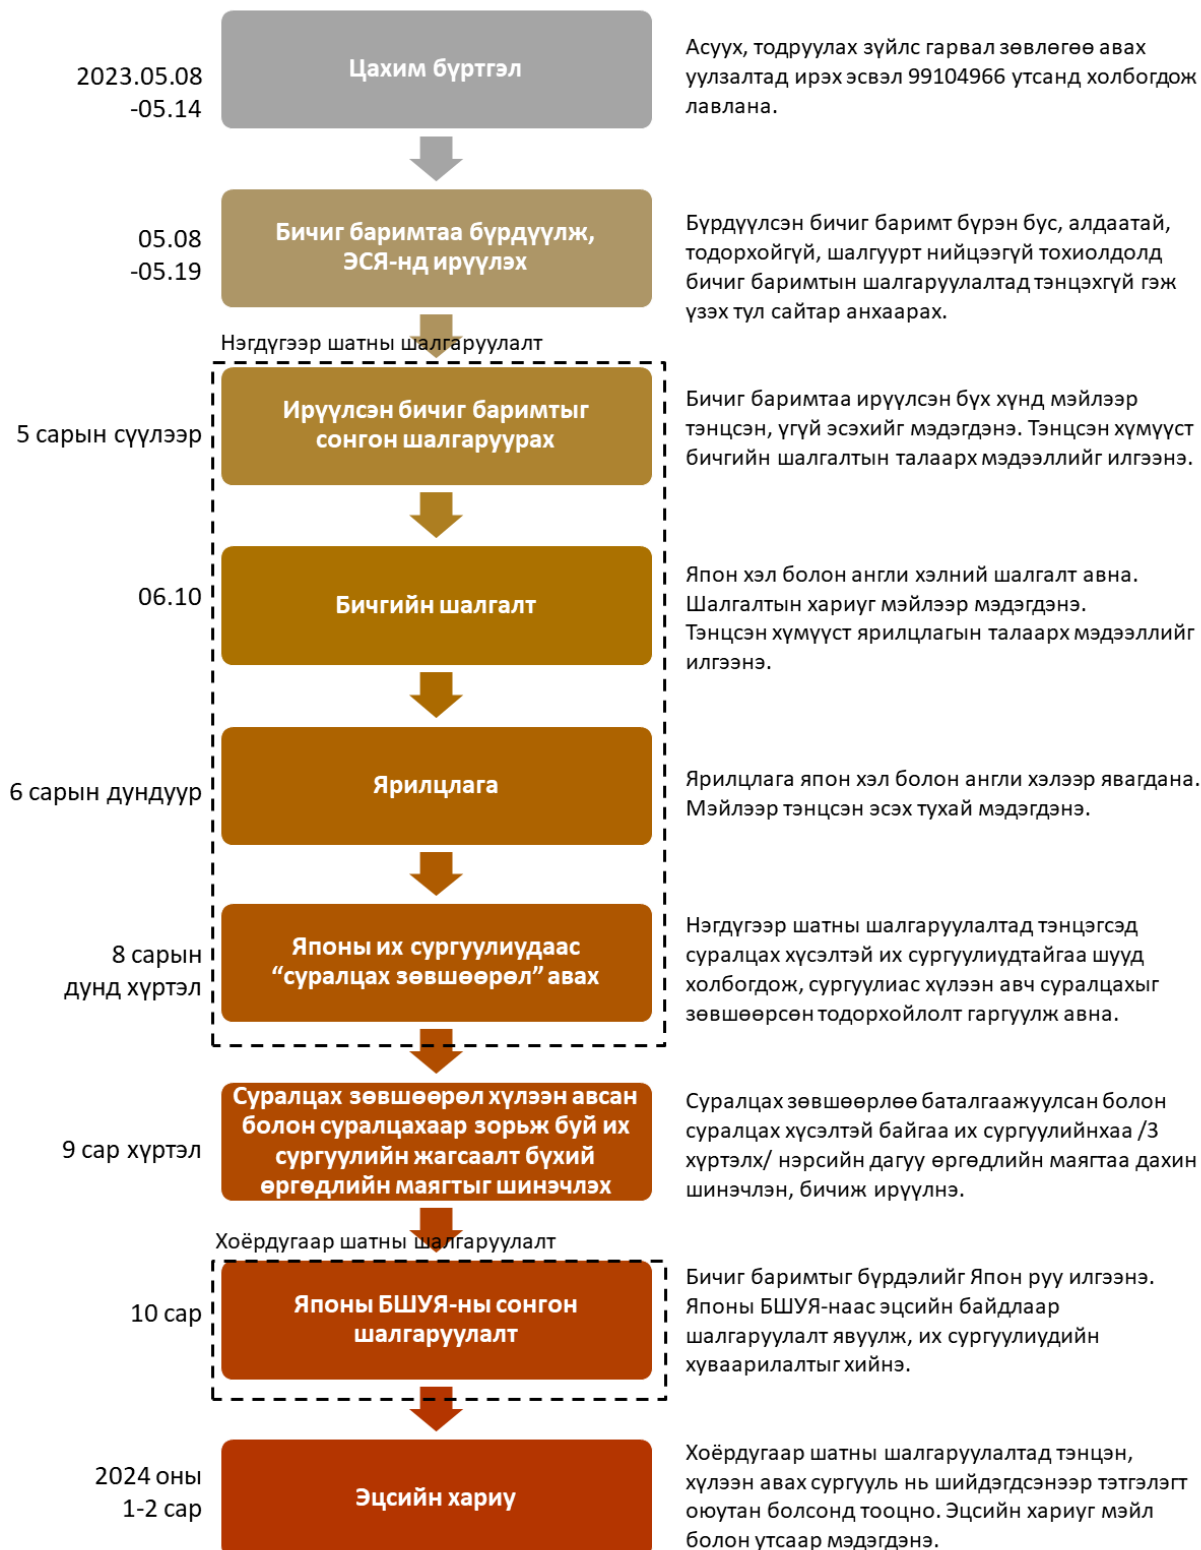 2023.05.08
-05.14
Цахим бүртгэл
Асуух, тодруулах зүйлс гарвал зөвлөгөө авах
уулзалтад ирэх эсвэл 99104966 утсанд холбогдож
лавлана.
05.08
-05.19
Бичиг баримтаа бүрдүүлж,
ЭСЯ-нд ирүүлэх
Бүрдүүлсэн бичиг баримт бүрэн бус, алдаатай,
тодорхойгүй, шалгуурт нийцээгүй тохиолдолд
бичиг баримтын шалгаруулалтад тэнцэхгүй гэж
үзэх тул сайтар анхаарах.
Нэгдүгээр шатны шалгаруулалт
5 сарын сүүлээр
Ирүүлсэн бичиг баримтыг
сонгон шалгаруурах
Бичиг баримтаа ирүүлсэн бүх хүнд мэйлээр
тэнцсэн, үгүй эсэхийг мэдэгдэнэ. Тэнцсэн хүмүүст
бичгийн шалгалтын талаарх мэдээллийг илгээнэ.
06.10
Бичгийн шалгалт
Япон хэл болон англи хэлний шалгалт авна.
Шалгалтын хариуг мэйлээр мэдэгдэнэ.
Тэнцсэн хүмүүст ярилцлагын талаарх мэдээллийг
илгээнэ.
6 сарын дундуур
Ярилцлага
Ярилцлага япон хэл болон англи хэлээр явагдана.
Мэйлээр тэнцсэн эсэх тухай мэдэгдэнэ.
8 сарын
дунд хүртэл
Японы их сургуулиудаас
“суралцах зөвшөөрөл” авах
Нэгдүгээр шатны шалгаруулалтад тэнцэгсэд
суралцах хүсэлтэй их сургуулиудтайгаа шууд
холбогдож, сургуулиас хүлээн авч суралцахыг
зөвшөөрсөн тодорхойлолт гаргуулж авна.
9 сар хүртэл
Суралцах зөвшөөрөл хүлээн авсан
болон суралцахаар зорьж буй их
сургуулийн жагсаалт бүхий
өргөдлийн маягтыг шинэчлэх
Суралцах зөвшөөрлөө баталгаажуулсан болон
суралцах хүсэлтэй байгаа их сургуулийнхаа /3
хүртэлх/ нэрсийн дагуу өргөдлийн маягтаа дахин
шинэчлэн, бичиж ирүүлнэ.
Хоёрдугаар шатны шалгаруулалт
10 сар
Японы БШУЯ-ны сонгон
шалгаруулалт
Бичиг баримтыг бүрдэлийг Япон руу илгээнэ.
Японы БШУЯ-наас эцсийн байдлаар
шалгаруулалт явуулж, их сургуулиудийн
хуваарилалтыг хийнэ.
2024 оны
1-2 сар
Эцсийн хариу
Хоёрдугаар шатны шалгаруулалтад тэнцэн,
хүлээн авах сургууль нь шийдэгдсэнээр тэтгэлэгт
оюутан болсонд тооцно. Эцсийн хариуг мэйл
болон утсаар мэдэгдэнэ.